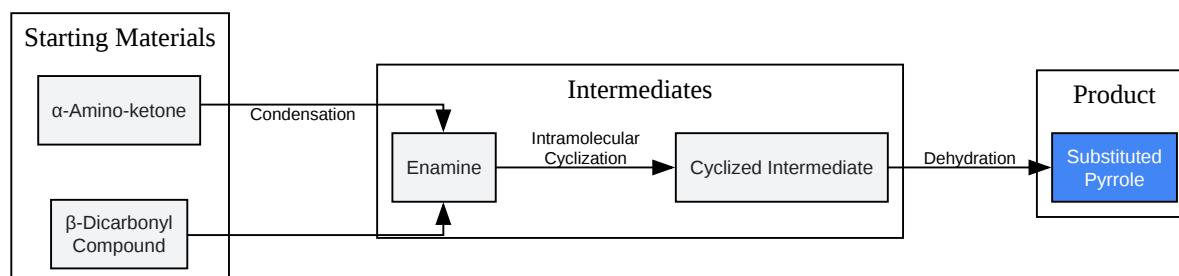 Starting Materials
α-Amino-ketone
Condensation
β-Dicarbonyl
Compound
Intermediates
Enamine
Intramolecular
Cyclization
Cyclized Intermediate
Dehydration
Product
Substituted
Pyrrole